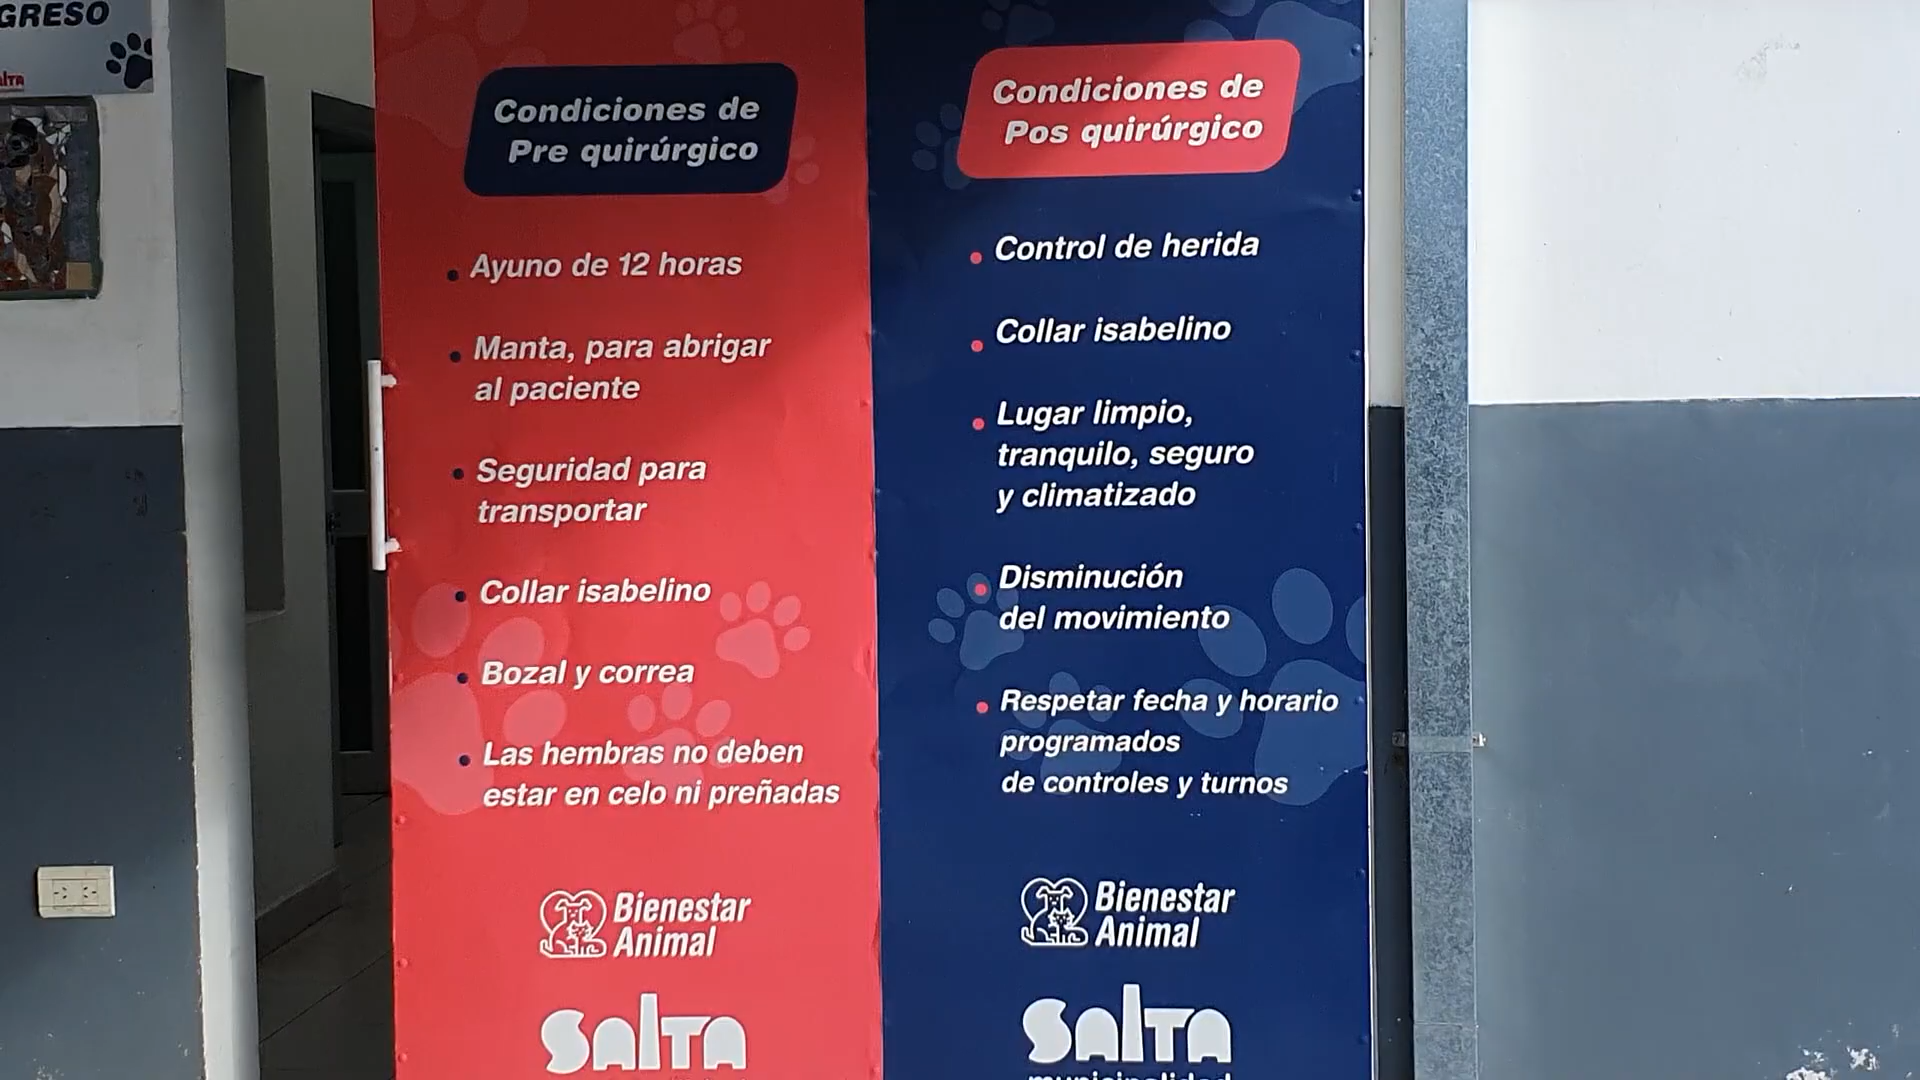 GRESO
SALTA
Condiciones de
Pre quirúrgico
Ayuno de 12 horas
Manta, para abrigar
al paciente
Seguridad para
transportar
Collar isabelino
Bozal y correa
Las hembras no deben
estar en celo ni preñadas
Bienestar
Animal
SALTA
Condiciones de
Pos quirúrgico
Control de herida
Collar isabelino
Lugar limpio,
tranquilo, seguro
y climatizado
Disminución
del movimiento
Respetar fecha y horario
programados
de controles y turnos
Bienestar
Animal
SALTA
municipalidad